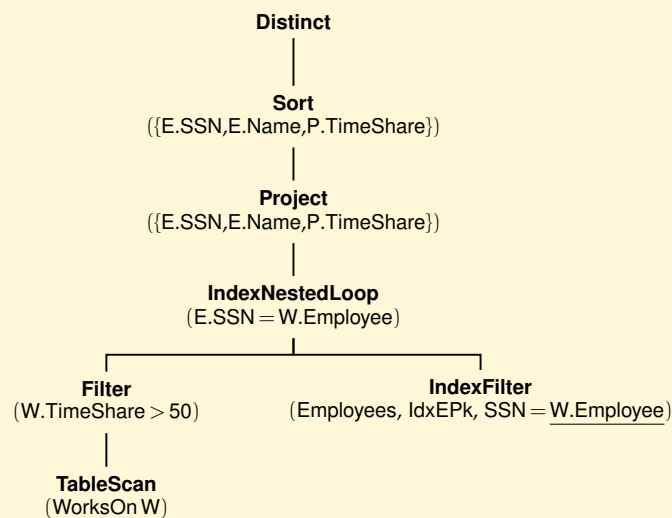 Distinct
Sort
({E.SSN,E.Name,P.TimeShare})
Project
({E.SSN,E.Name,P.TimeShare})
IndexNestedLoop
(E.SSN = W.Employee)
Filter
(W.TimeShare > 50)
IndexFilter
(Employees, IdxEPk, SSN = W.Employee)
TableScan
(WorksOn W)